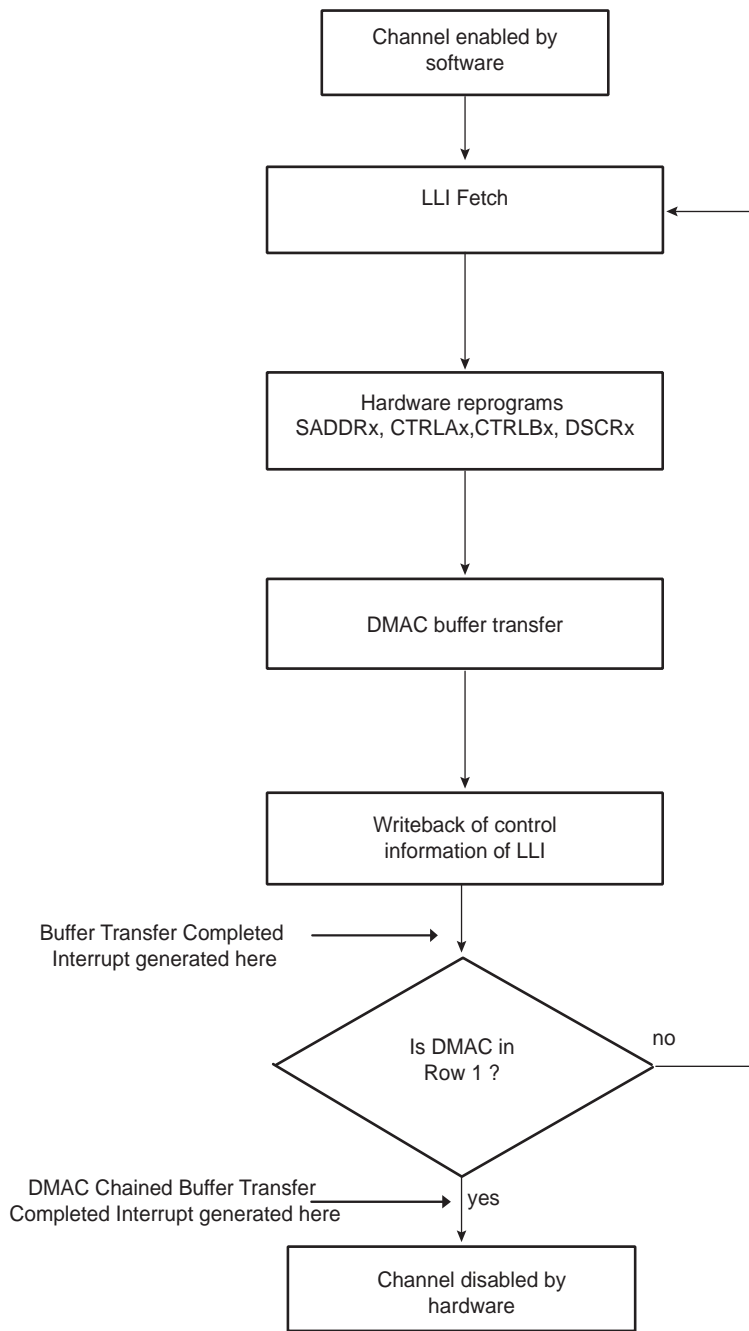 Channel enabled by
software
LLI Fetch
Hardware reprograms
SADDRx, CTRLAx,CTRLBx, DSCRx
DMAC buffer transfer
Writeback of control
information of LLI
Buffer Transfer Completed
Interrupt generated here
Is DMAC in
Row 1 ?
no
DMAC Chained Buffer Transfer
Completed Interrupt generated here
yes
Channel disabled by
hardware